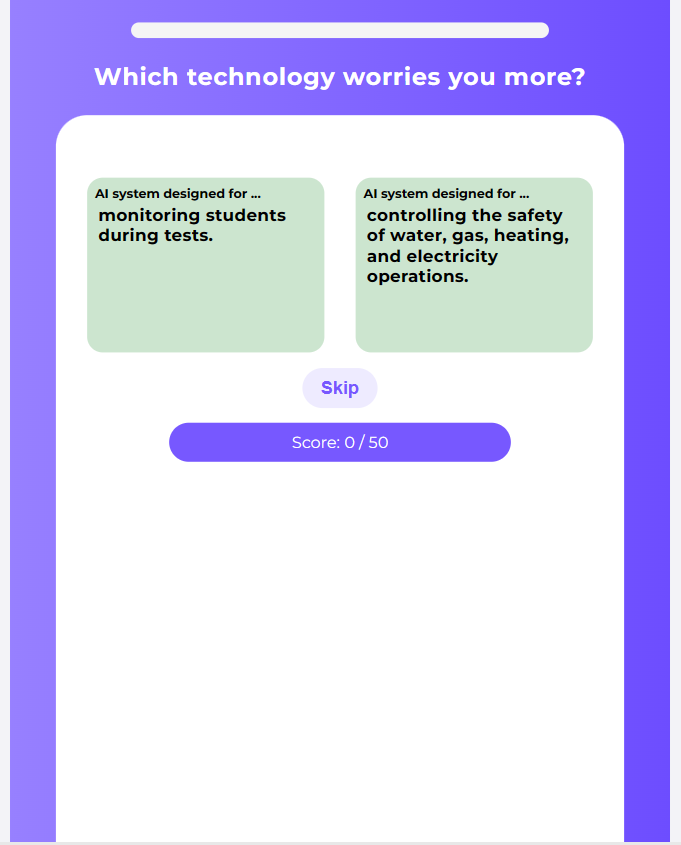 Which technology worries you more?
AI system designed for ...
monitoring students
during tests.
AI system designed for ...
controlling the safety
of water, gas, heating,
and electricity
operations.
Skip
Score: 0 / 50